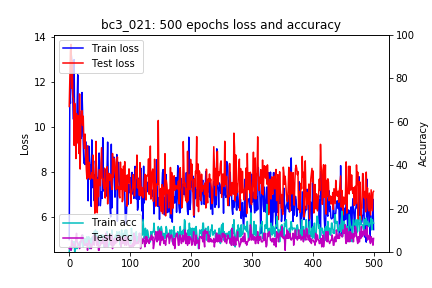 bc3_021: 500 epochs loss and accuracy
14
12
10
8
6
Loss
Train loss
Test loss
Train acc
Test acc
0
100
200
300
400
500
100
80
60
40
20
0
Accuracy